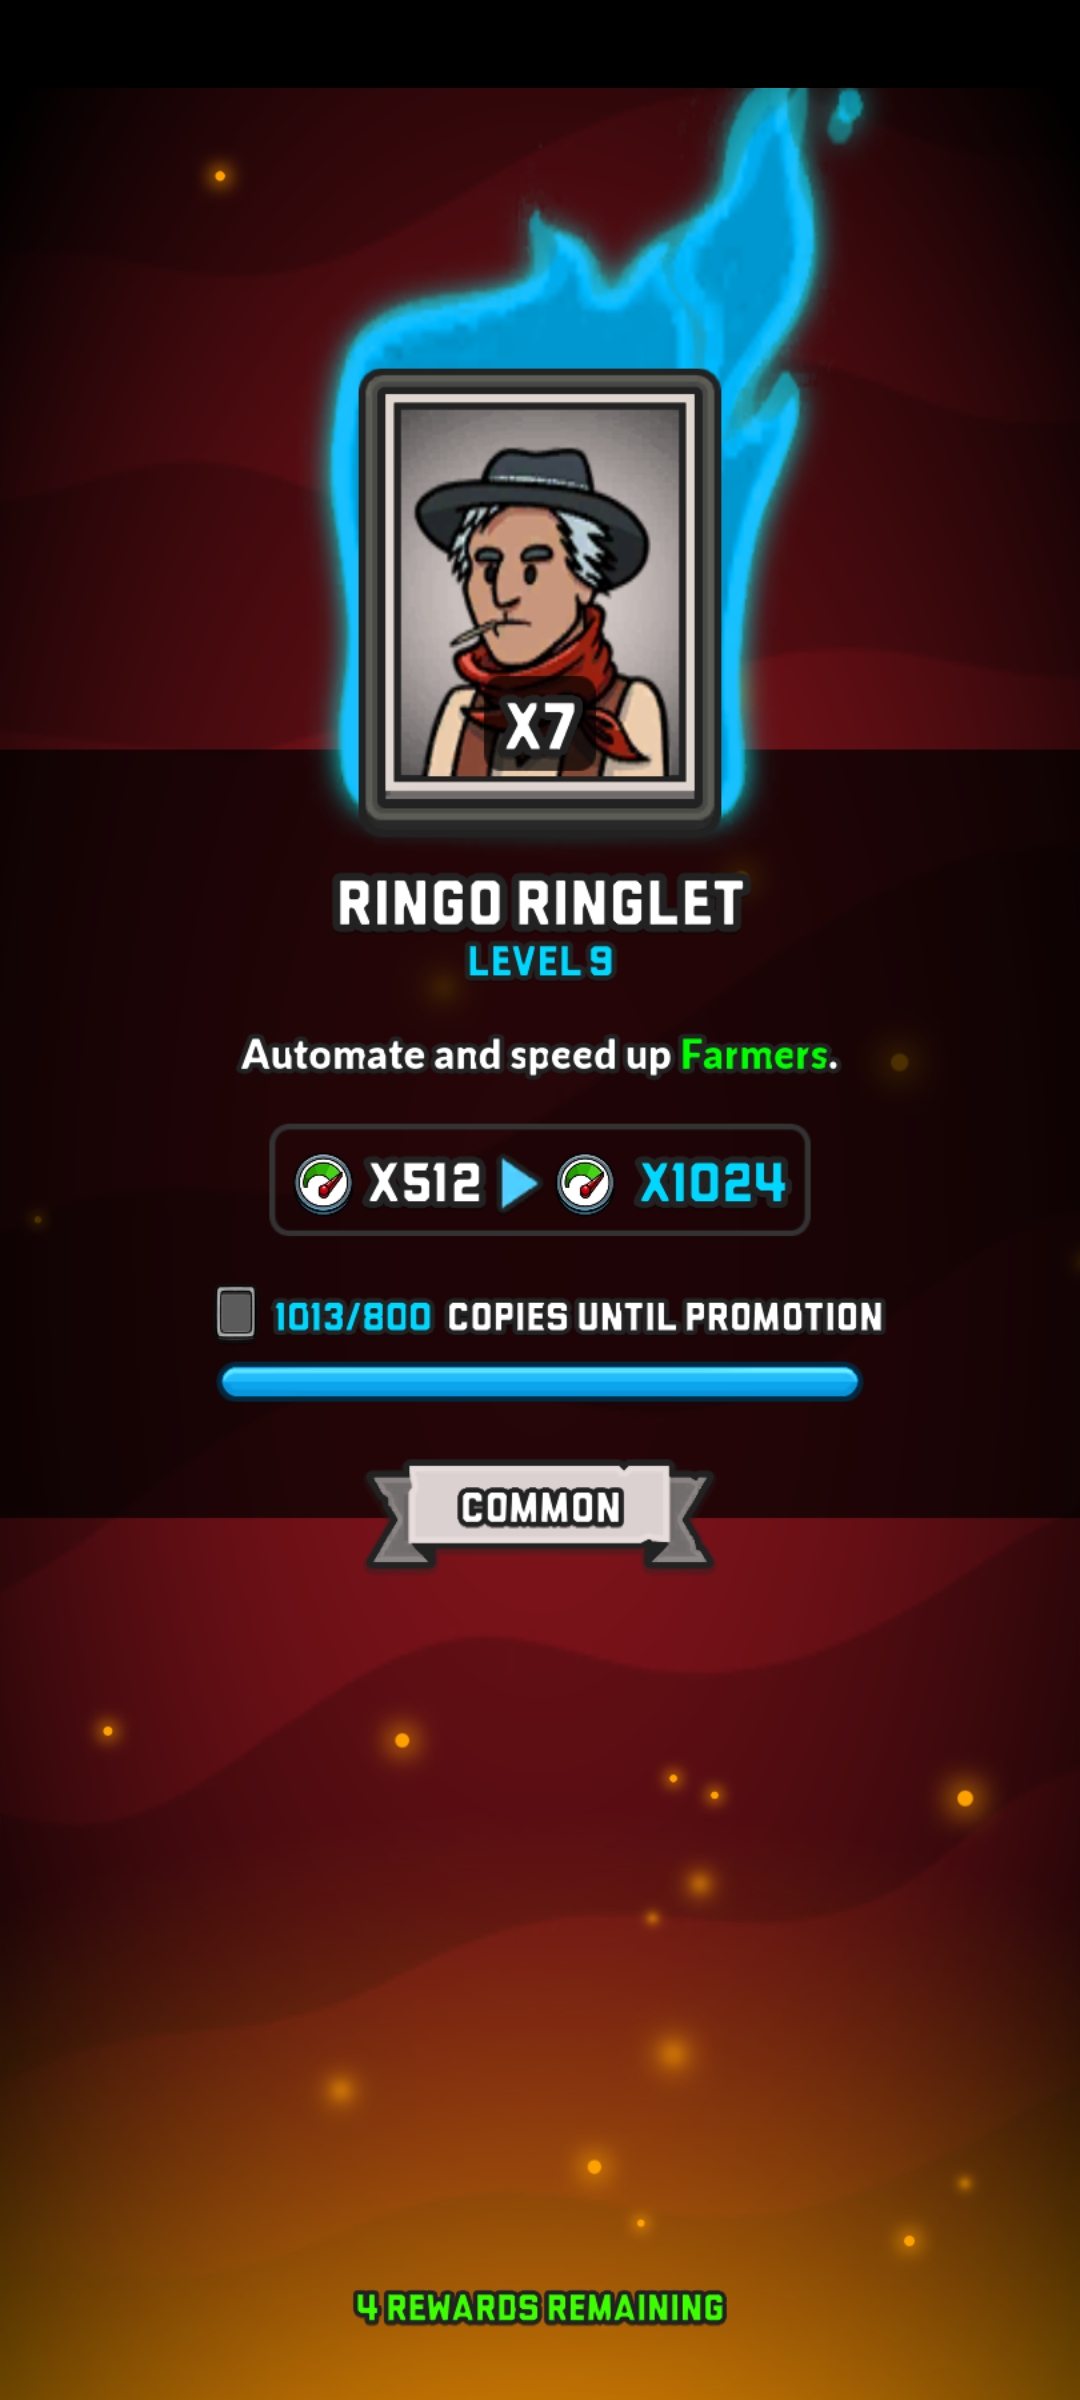 X7
RINGO RINGLET
LEVEL 9
Automate and speed up Farmers.
X512 X1024
1013/800 COPIES UNTIL PROMOTION
COMMON
4 REWARDS REMAINING